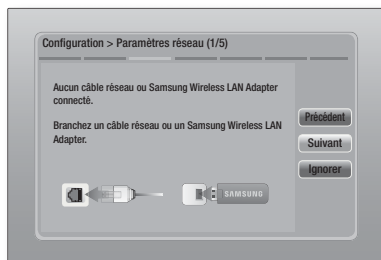 Configuration > Paramètres réseau (1/5)
Aucun câble réseau ou Samsung Wireless LAN Adapter
connecté.
Branchez un câble réseau ou un Samsung Wireless LAN
Adapter.
Précédent
Suivant
Ignorer
SAMSUNG